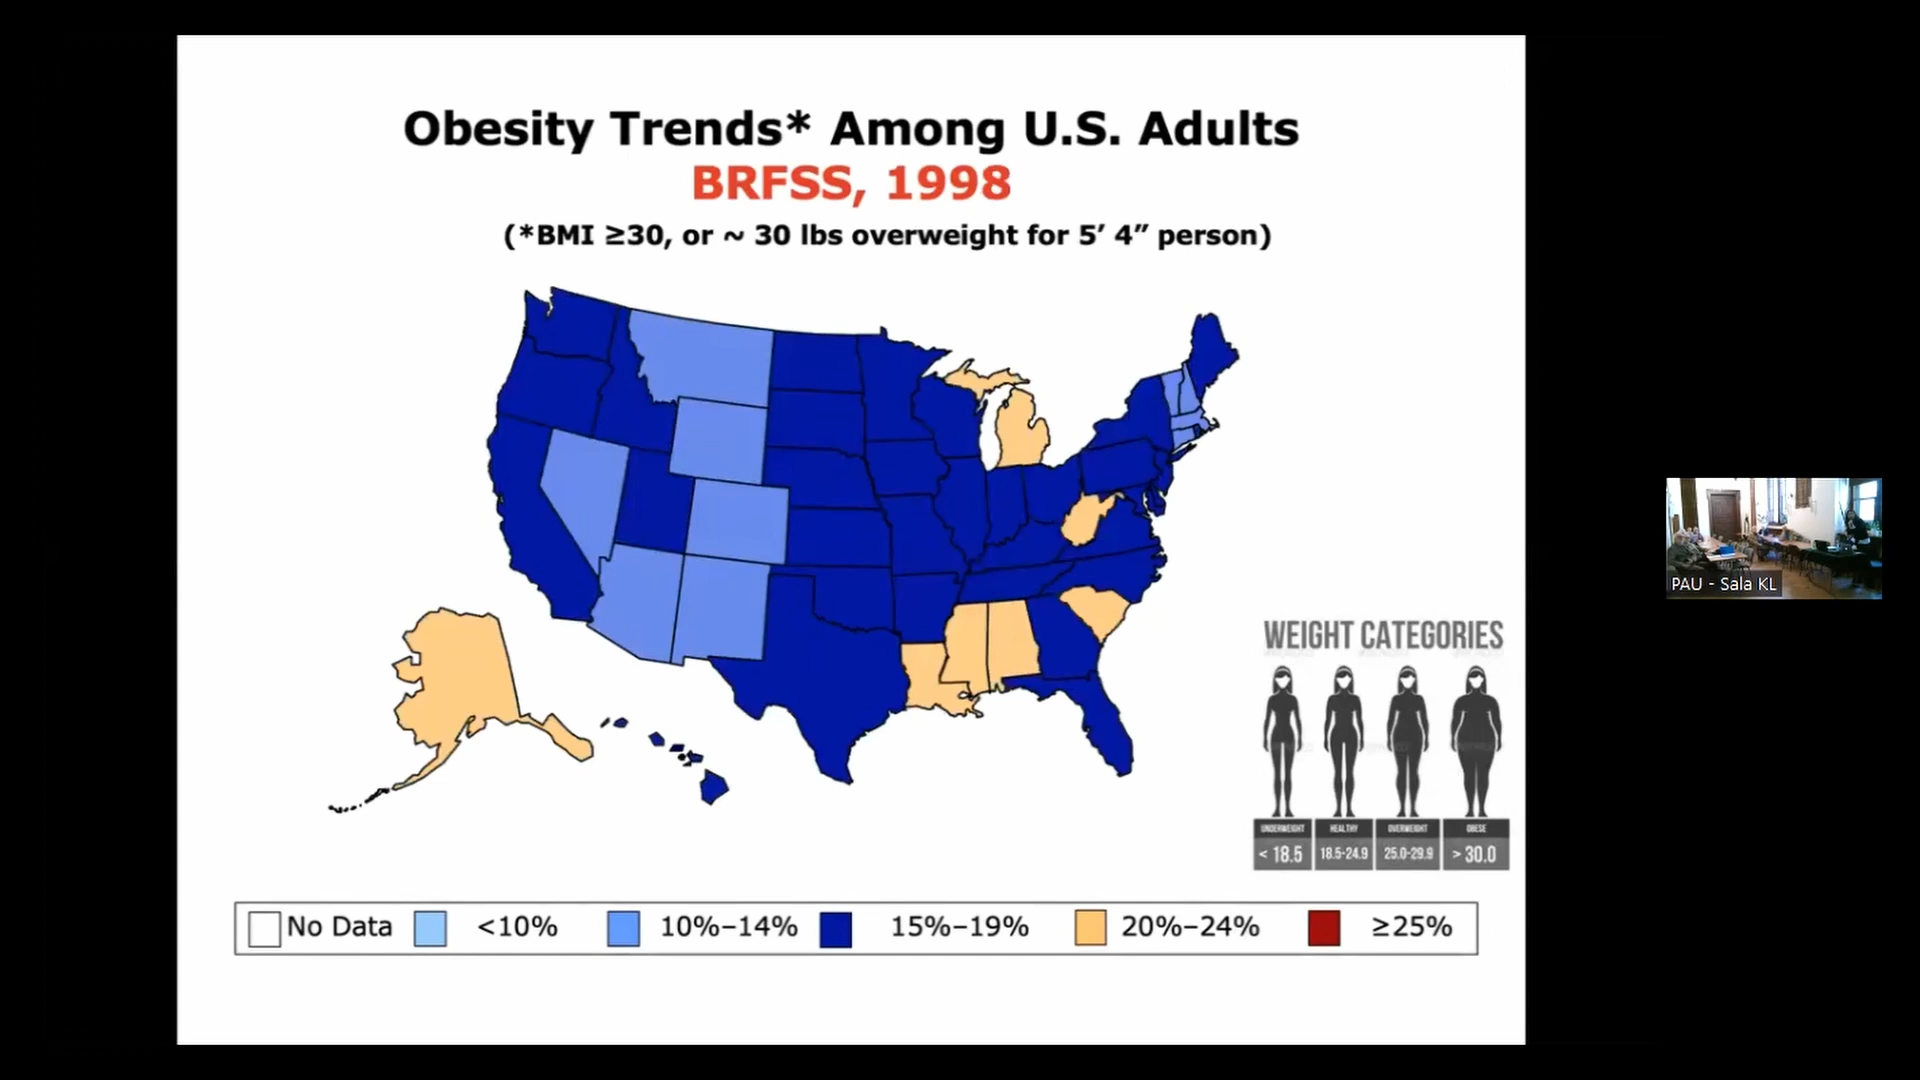 Obesity Trends* Among U.S. Adults
BRFSS, 1998
(*BMI ≥30, or ~ 30 lbs overweight for 5′ 4″ person)
PAU - Sala KL
WEIGHT CATEGORIES
UNDERWEIGHT HEALTHY OVERWEIGHT OBESE
< 18.5 18.5-24.9 25.0-29.9 > 30.0
No Data <10% 10%–14% 15%–19% 20%–24% ≥25%